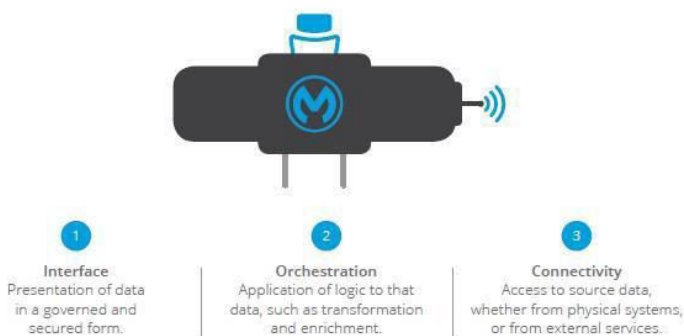 1
Interface
Presentation of data
in a governed and
secured form.
2
Orchestration
Application of logic to that
data, such as transformation
and enrichment.
3
Connectivity
Access to source data,
whether from physical systems,
or from external services.